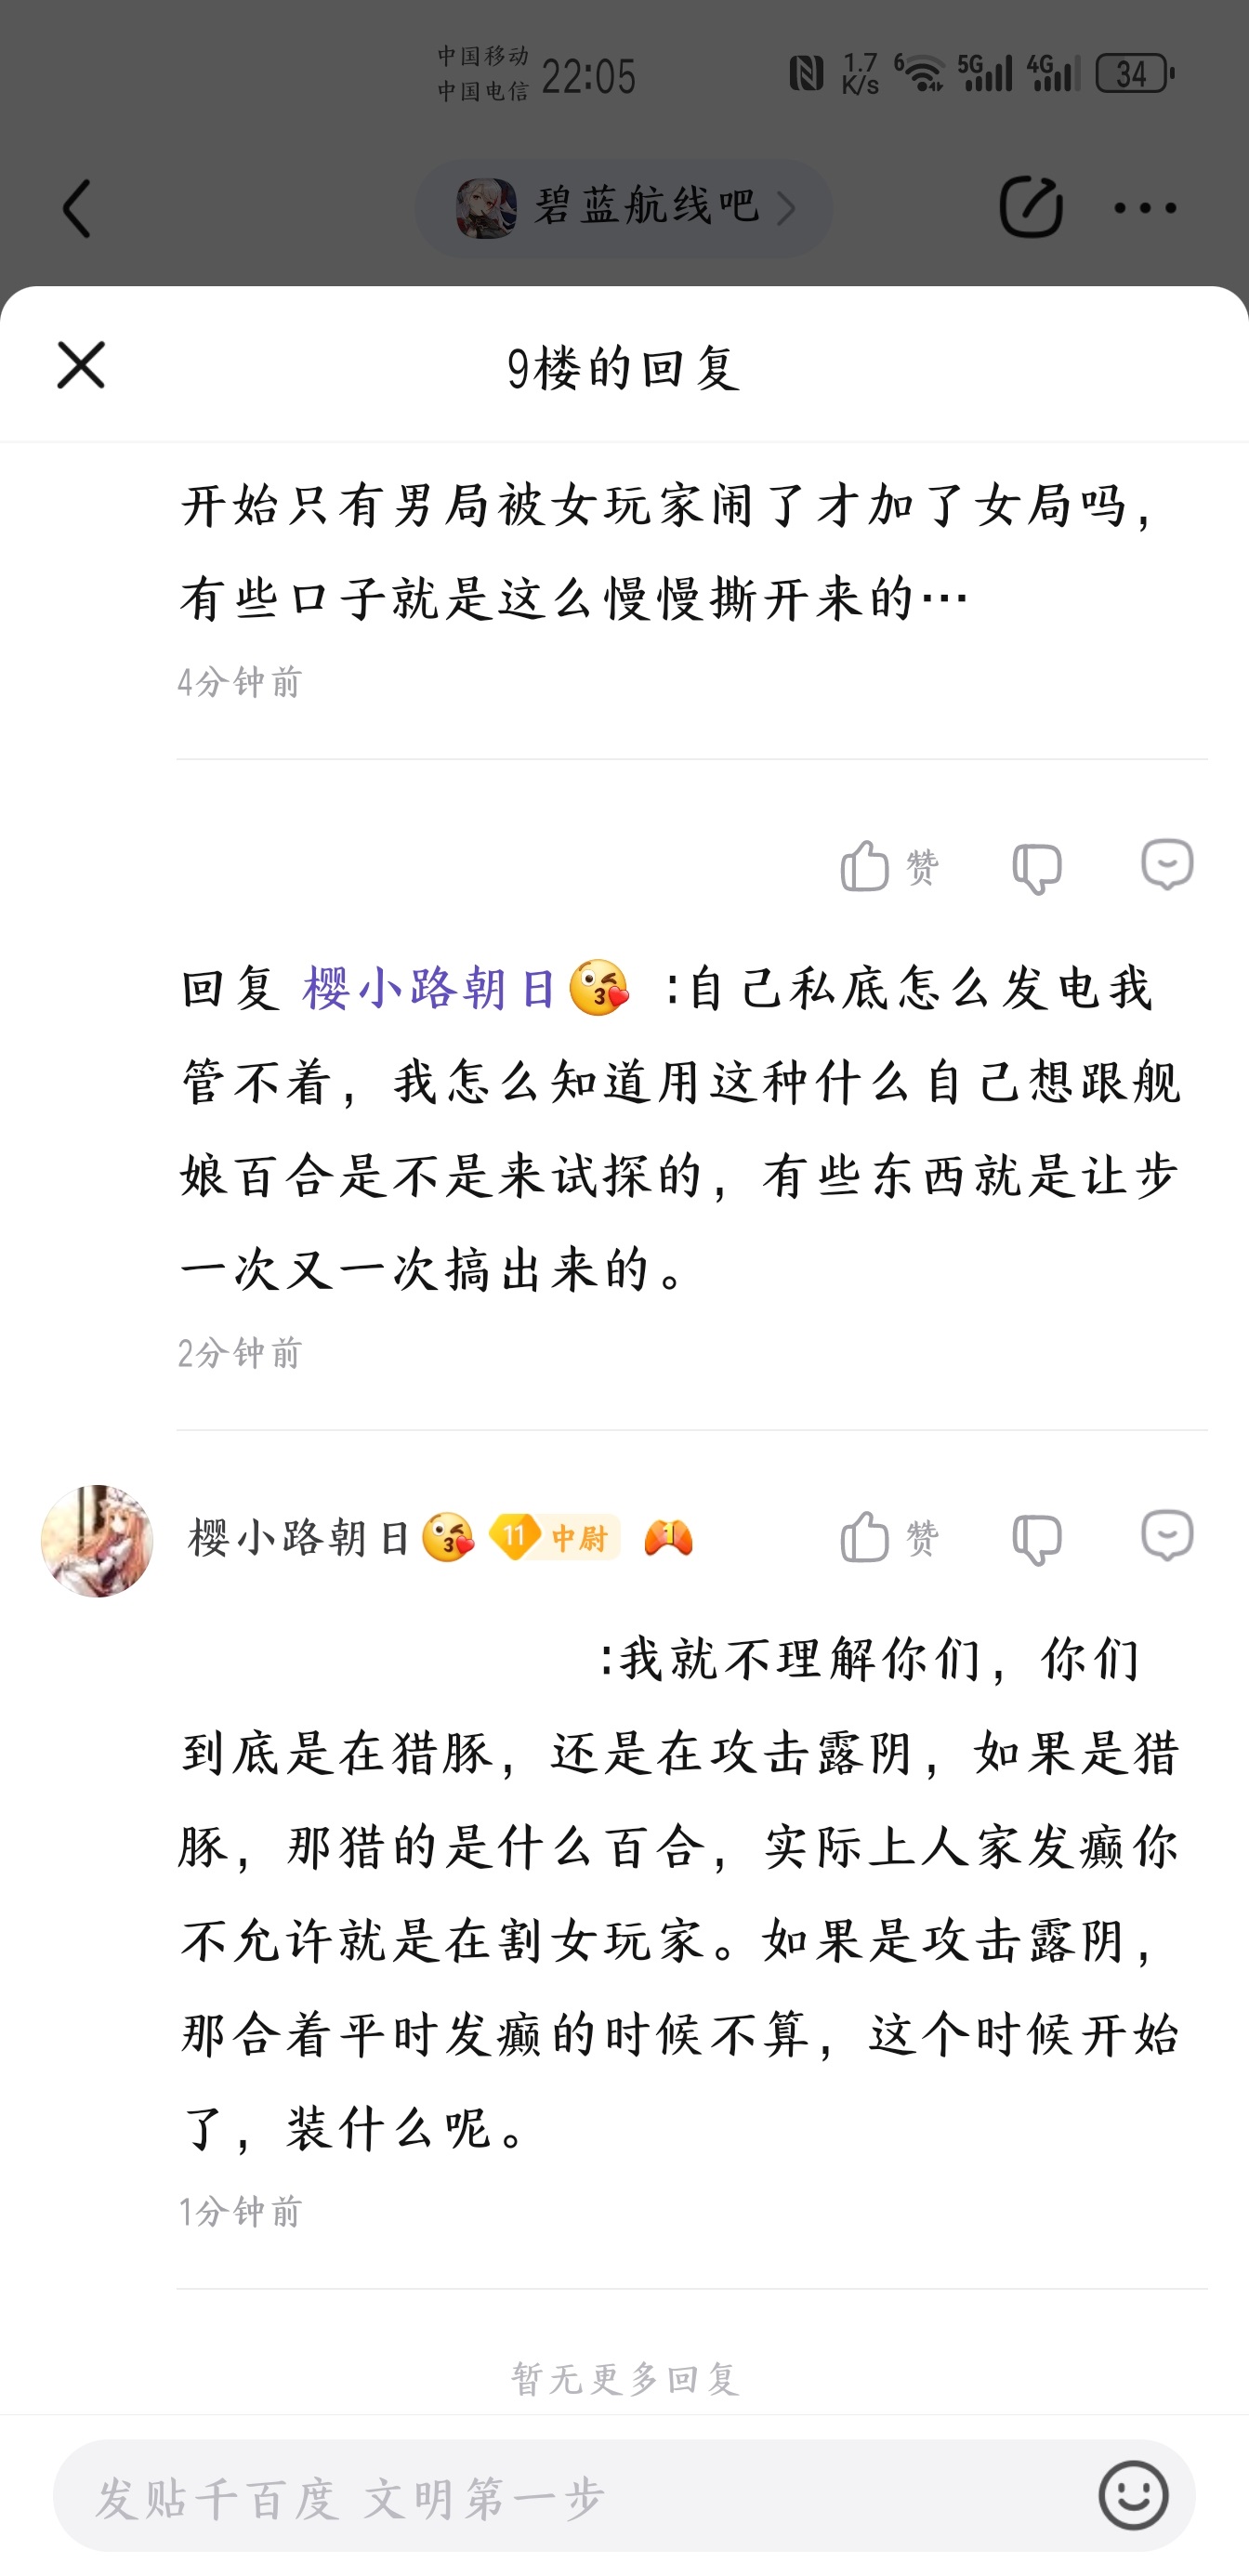 中国移动
中国电信 22:05 1.7 K/s 6 5G 4G 34
碧蓝航线吧
9楼的回复
开始只有男局被女玩家闹了才加了女局吗，
有些口子就是这么慢慢撕开来的…
4分钟前
赞
回复 樱小路朝日😘 :自己私底怎么发电我
管不着，我怎么知道用这种什么自己想跟舰
娘百合是不是来试探的，有些东西就是让步
一次又一次搞出来的。
2分钟前
樱小路朝日😘 11 中尉 赞
:我就不理解你们，你们
到底是在猎豚，还是在攻击露阴，如果是猎
豚，那猎的是什么百合，实际上人家发癫你
不允许就是在割女玩家。如果是攻击露阴，
那合着平时发癫的时候不算，这个时候开始
了，装什么呢。
1分钟前
暂无更多回复
发贴千百度 文明第一步